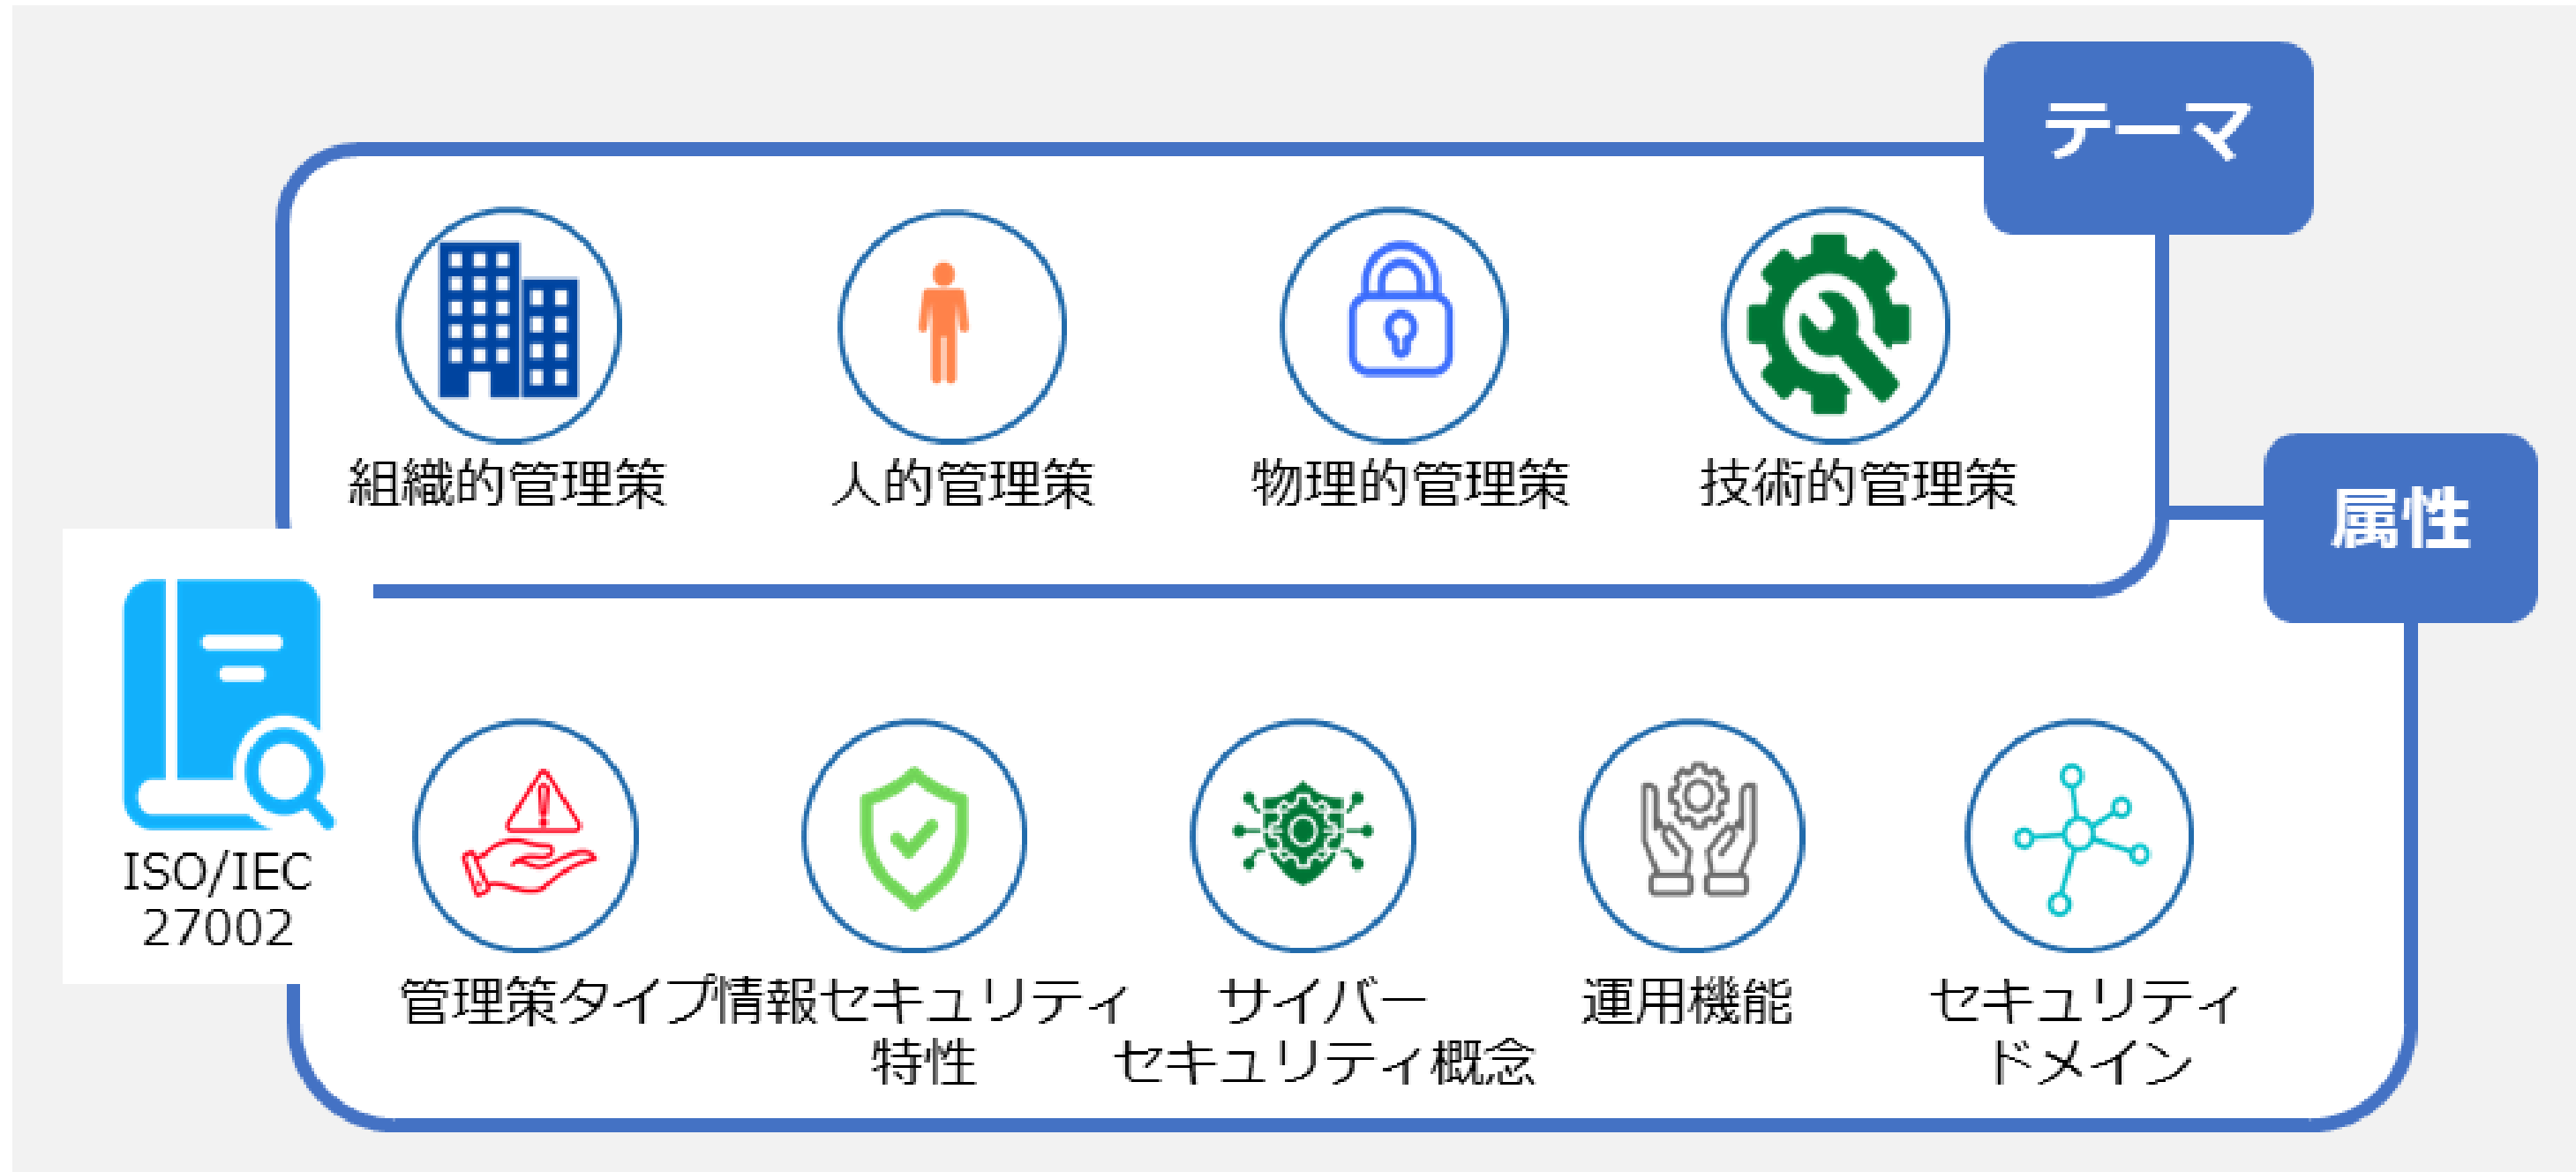 テーマ
組織的管理策
人的管理策
物理的管理策
技術的管理策
属性
ISO/IEC
27002
管理策タイプ
情報セキュリティ
特性
サイバー
セキュリティ概念
運用機能
セキュリティ
ドメイン